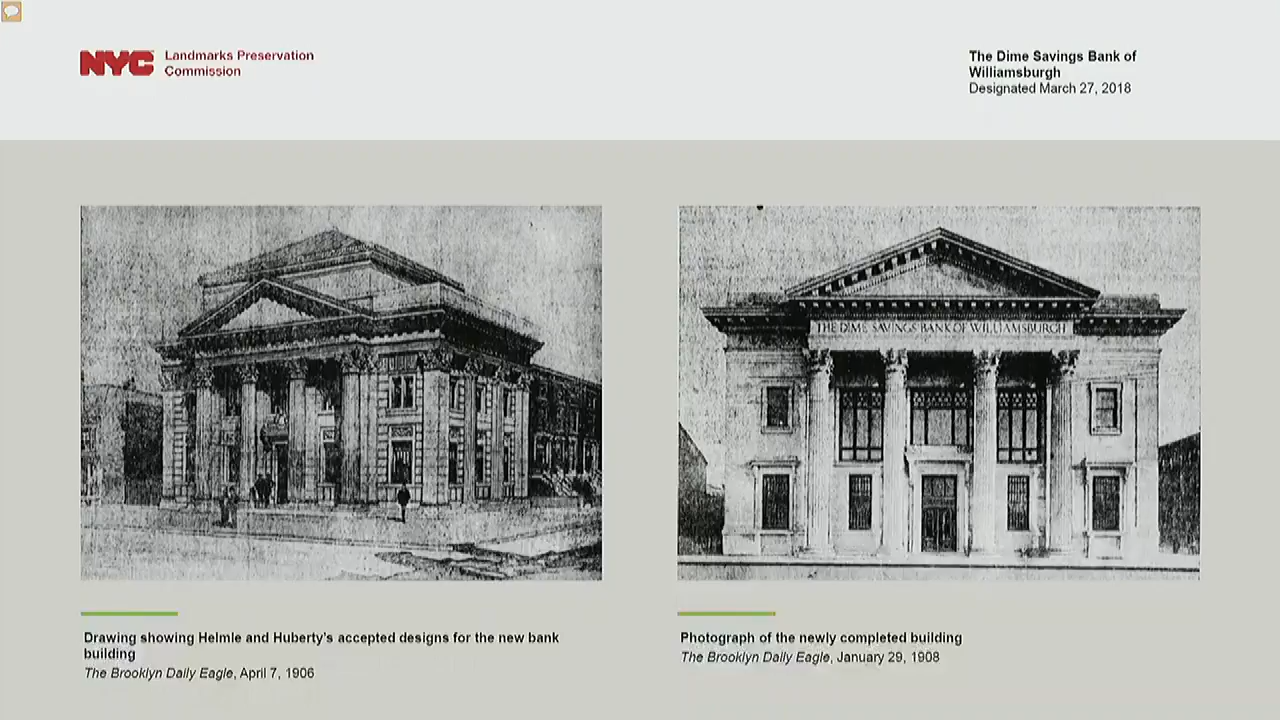 NYC Landmarks Preservation
Commission
The Dime Savings Bank of
Williamsburgh
Designated March 27, 2018
THE DIME SAVINGS BANK OF WILLIAMSBURGH
Drawing showing Helmle and Huberty's accepted designs for the new bank
building
The Brooklyn Daily Eagle, April 7, 1906
Photograph of the newly completed building
The Brooklyn Daily Eagle, January 29, 1908